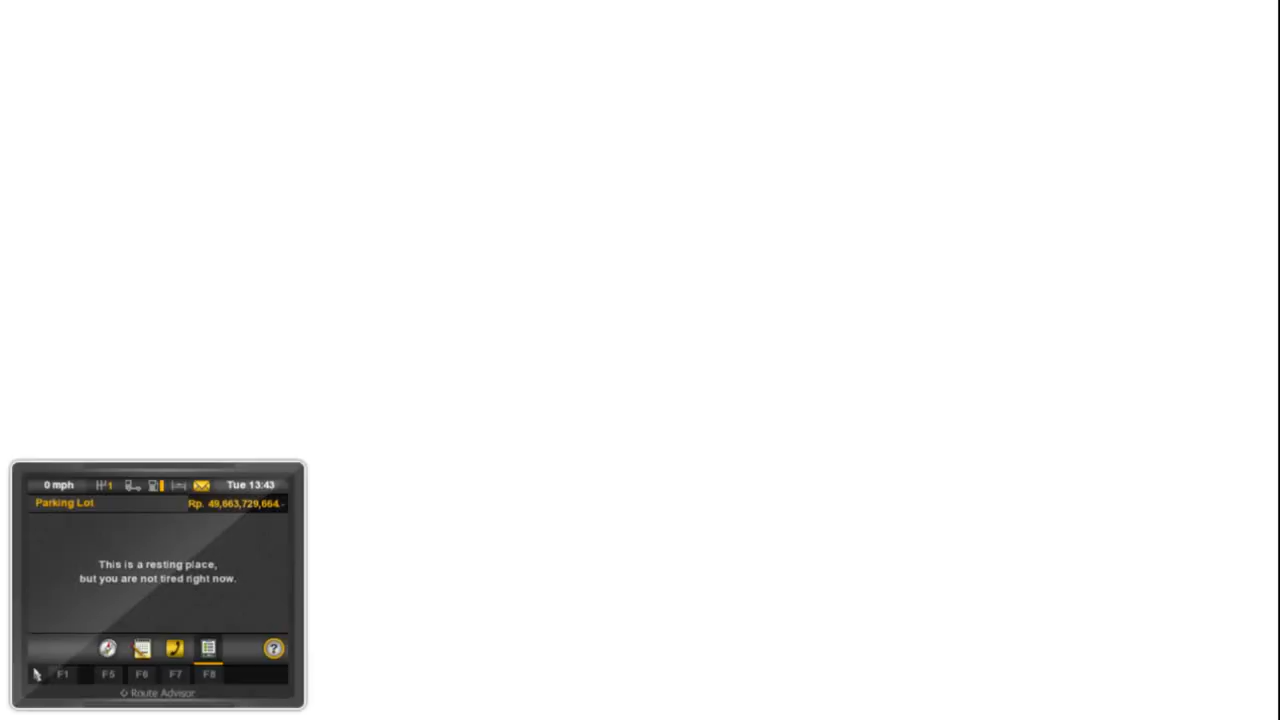 0 mph 1 Tue 13:43
Parking Lot Rp. 49,663,729,664.-
This is a resting place,
but you are not tired right now.
?
F1 F5 F6 F7 F8
Route Advisor